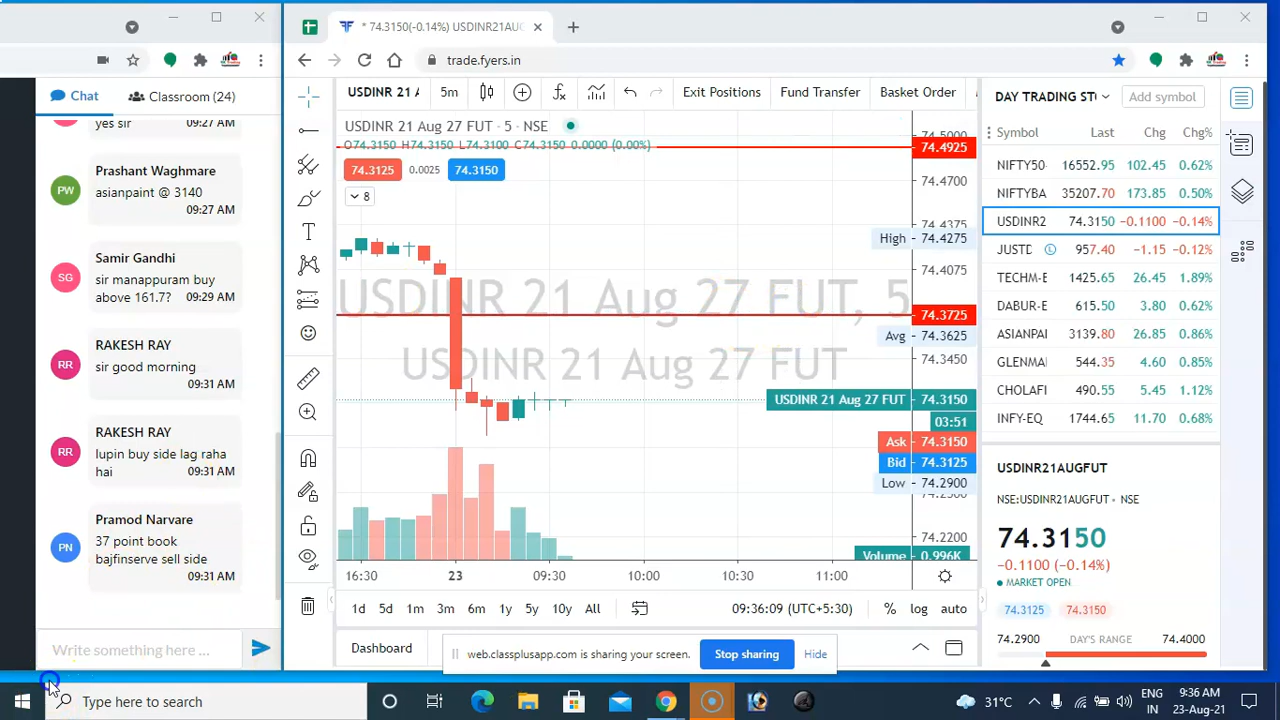 * 74.3150(-0.14%) USDINR21AUG
trade.fyers.in
Chat
Classroom (24)
yes sir
09:27 AM
Prashant Waghmare
PW
asianpaint @ 3140
09:27 AM
Samir Gandhi
SG
sir manappuram buy
above 161.7?
09:29 AM
RAKESH RAY
RR
sir good morning
09:31 AM
RAKESH RAY
RR
lupin buy side lag raha
hai
09:31 AM
Pramod Narvare
PN
37 point book
bajfinserve sell side
09:31 AM
Write something here ...
USDINR 21 A
5m
Exit Positions
Fund Transfer
Basket Order
USDINR 21 Aug 27 FUT · 5 · NSE
O74.3150 H74.3150 L74.3100 C74.3150 0.0000 (0.00%)
74.3125
0.0025
74.3150
8
USDINR 21 Aug 27 FUT, 5
USDINR 21 Aug 27 FUT
74.5000
74.4925
74.4700
74.4375
High - 74.4275
74.4075
74.3725
Avg - 74.3625
74.3450
USDINR 21 Aug 27 FUT - 74.3150
03:51
Ask - 74.3150
Bid - 74.3125
Low - 74.2900
74.2200
Volume - 0.996K
16:30
23
09:30
10:00
10:30
11:00
1d 5d 1m 3m 6m 1y 5y 10y All
09:36:09 (UTC+5:30)
% log auto
Dashboard
web.classplusapp.com is sharing your screen.
Stop sharing
Hide
DAY TRADING STO
Add symbol
Symbol Last Chg Chg%
NIFTY50- 16552.95 102.45 0.62%
NIFTYBA 35207.70 173.85 0.50%
USDINR2 74.3150 −0.1100 −0.14%
JUSTD L 957.40 −1.15 −0.12%
TECHM-E 1425.65 26.45 1.89%
DABUR-E 615.50 3.80 0.62%
ASIANPAI 3139.80 26.85 0.86%
GLENMA 544.35 4.60 0.85%
CHOLAFI 490.55 5.45 1.12%
INFY-EQ 1744.65 11.70 0.68%
USDINR21AUGFUT
NSE:USDINR21AUGFUT • NSE
74.3150
−0.1100 (−0.14%)
MARKET OPEN
74.3125
74.3150
74.2900 DAY'S RANGE 74.4000
Type here to search
31°C
ENG
IN
9:36 AM
23-Aug-21